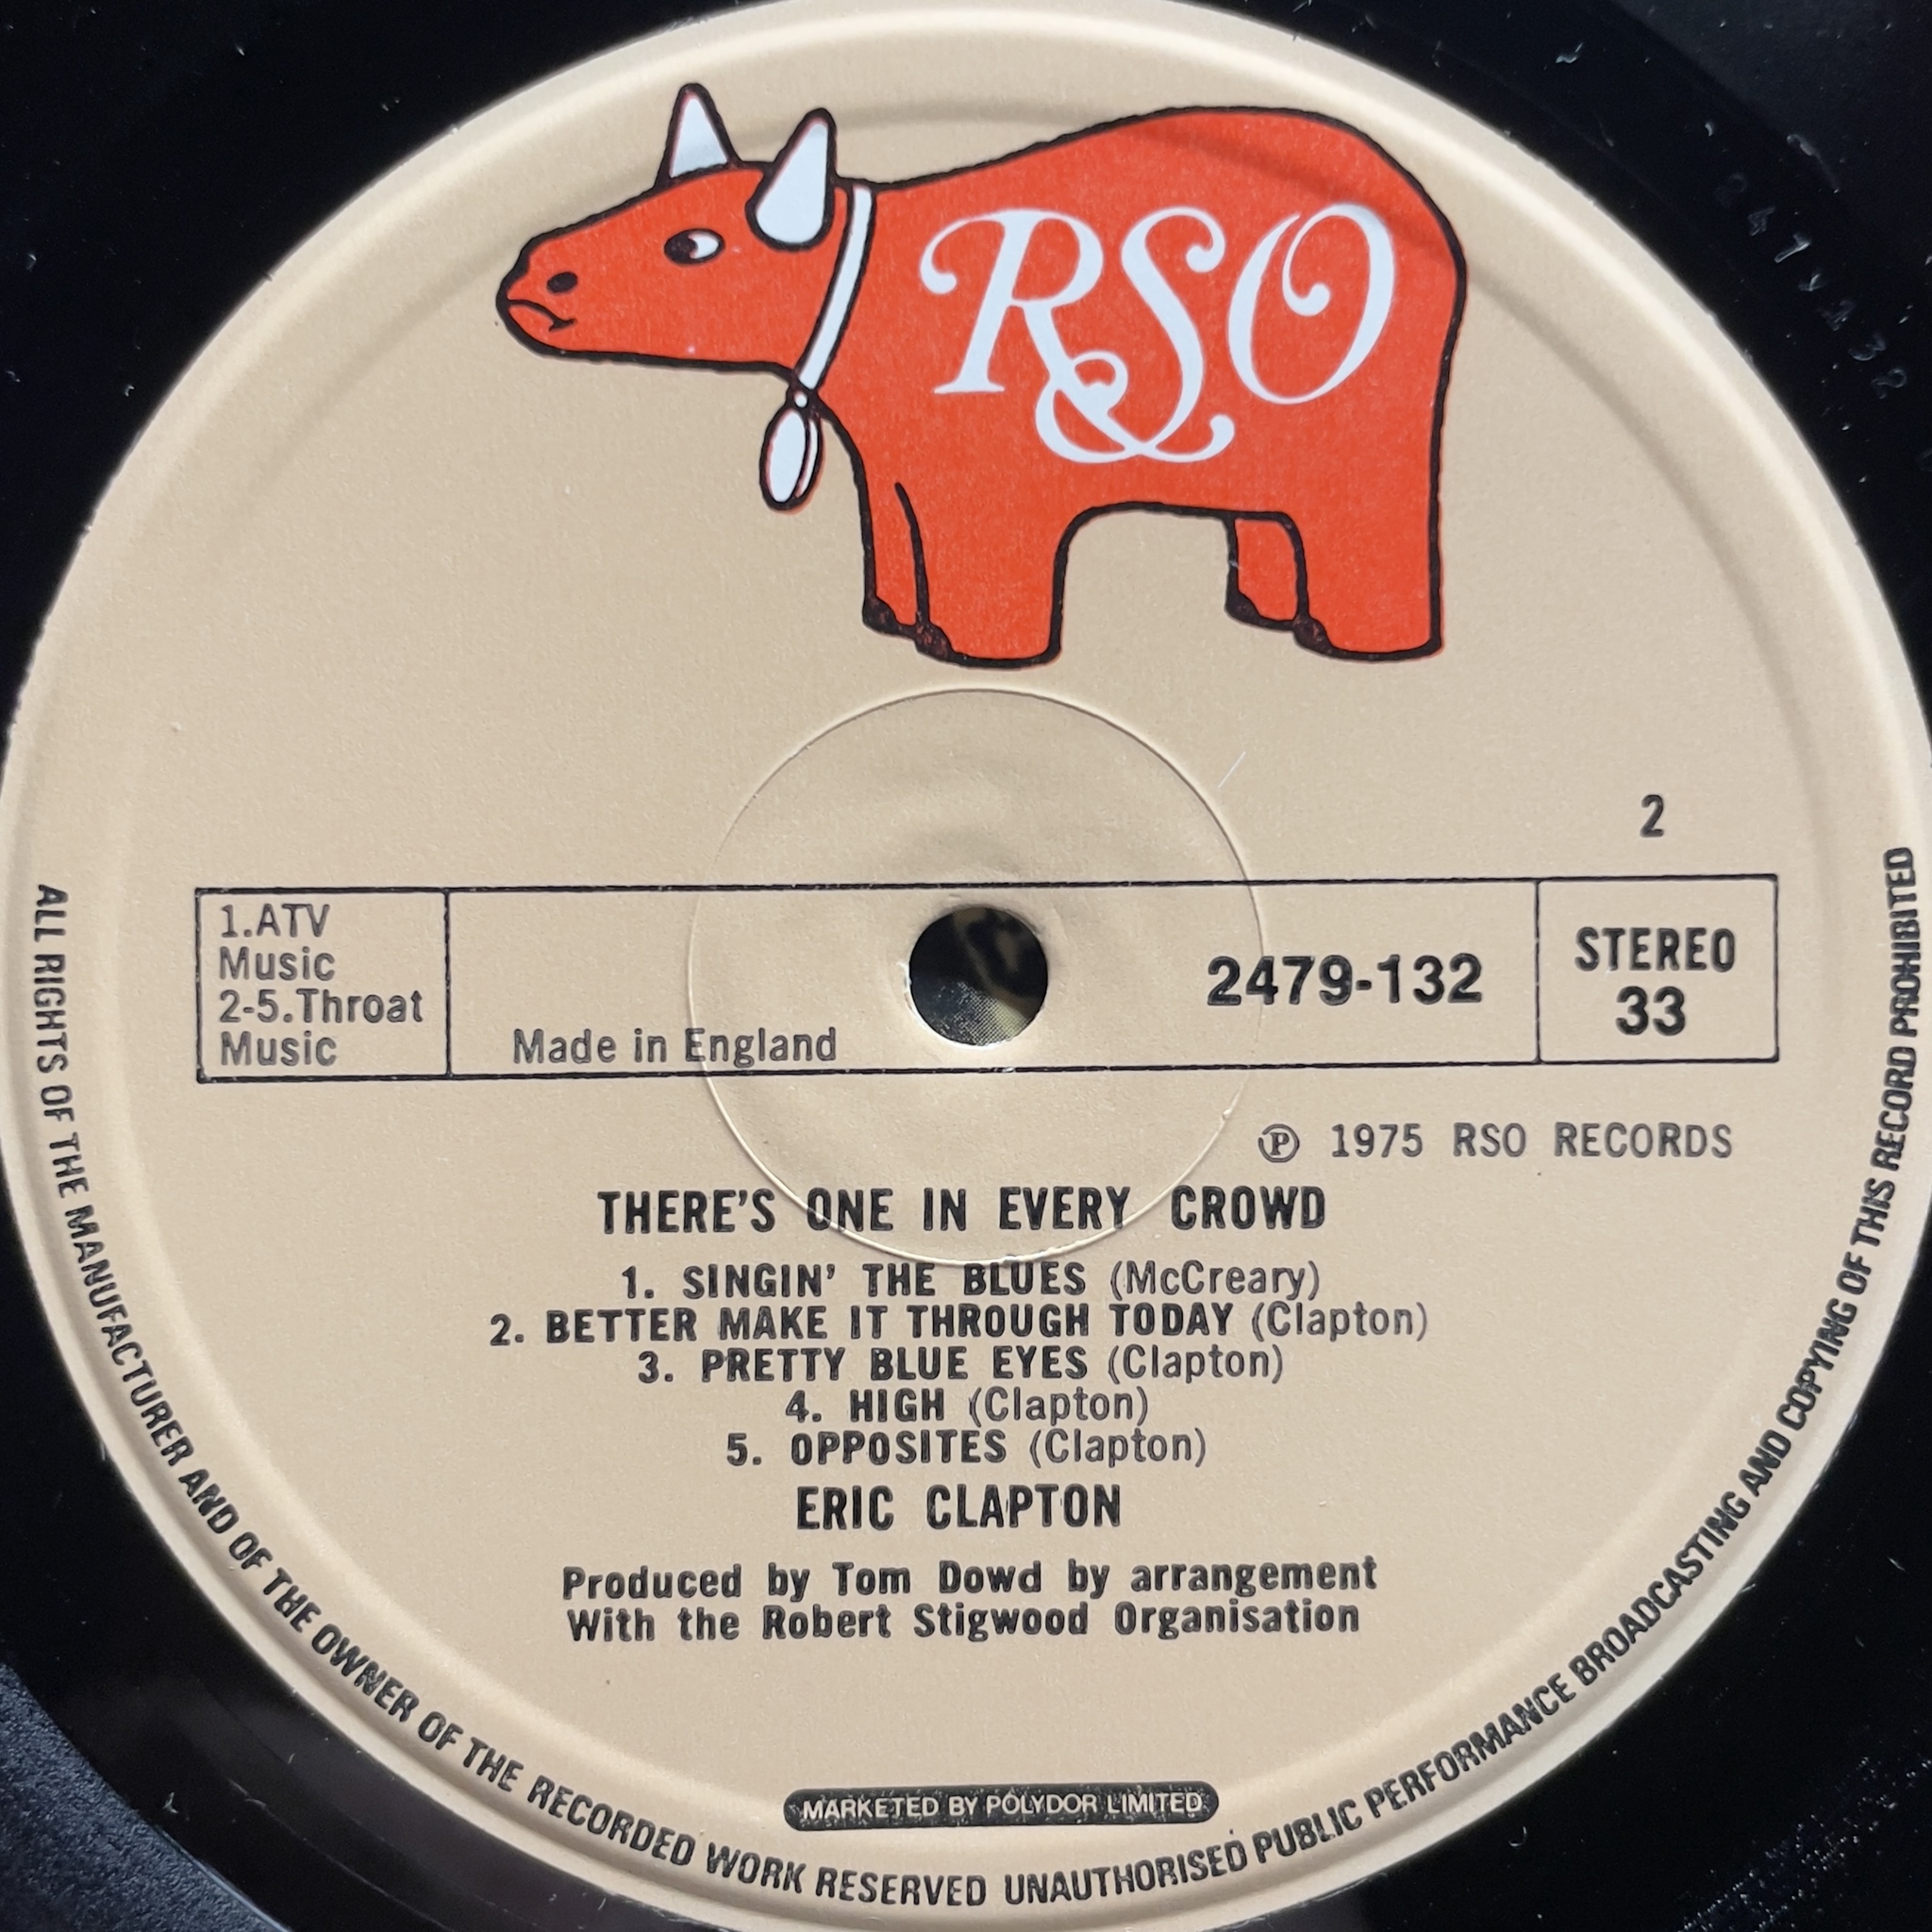 RSO
2
1.ATV
Music
2-5.Throat
Music
Made in England
2479-132
STEREO
33
℗ 1975 RSO RECORDS
THERE'S ONE IN EVERY CROWD
1. SINGIN' THE BLUES (McCreary)
2. BETTER MAKE IT THROUGH TODAY (Clapton)
3. PRETTY BLUE EYES (Clapton)
4. HIGH (Clapton)
5. OPPOSITES (Clapton)
ERIC CLAPTON
Produced by Tom Dowd by arrangement
With the Robert Stigwood Organisation
MARKETED BY POLYDOR LIMITED
ALL RIGHTS OF THE MANUFACTURER AND OF THE OWNER OF THE RECORDED WORK RESERVED UNAUTHORISED PUBLIC PERFORMANCE BROADCASTING AND COPYING OF THIS RECORD PROHIBITED